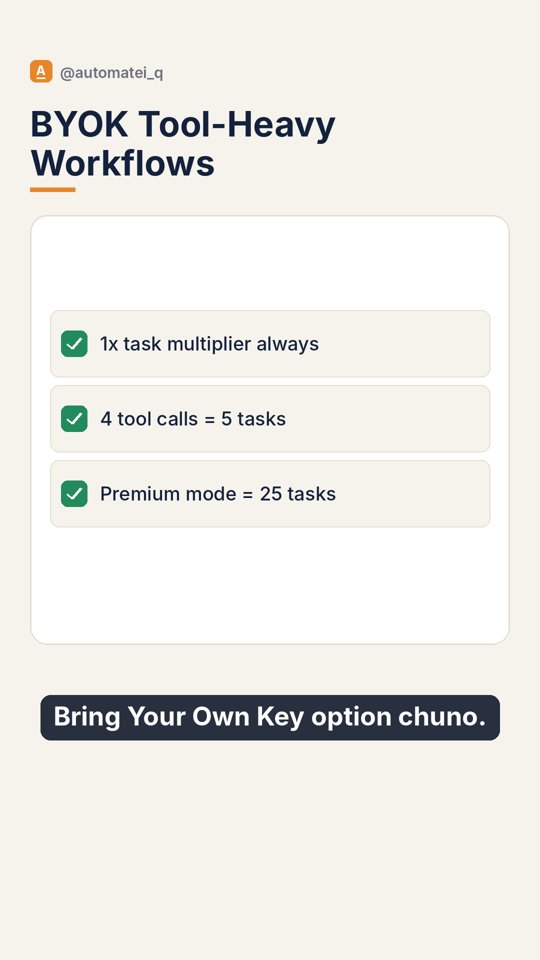 A
@automatei_q
BYOK Tool-Heavy
Workflows
1x task multiplier always
4 tool calls = 5 tasks
Premium mode = 25 tasks
Bring Your Own Key option chuno.